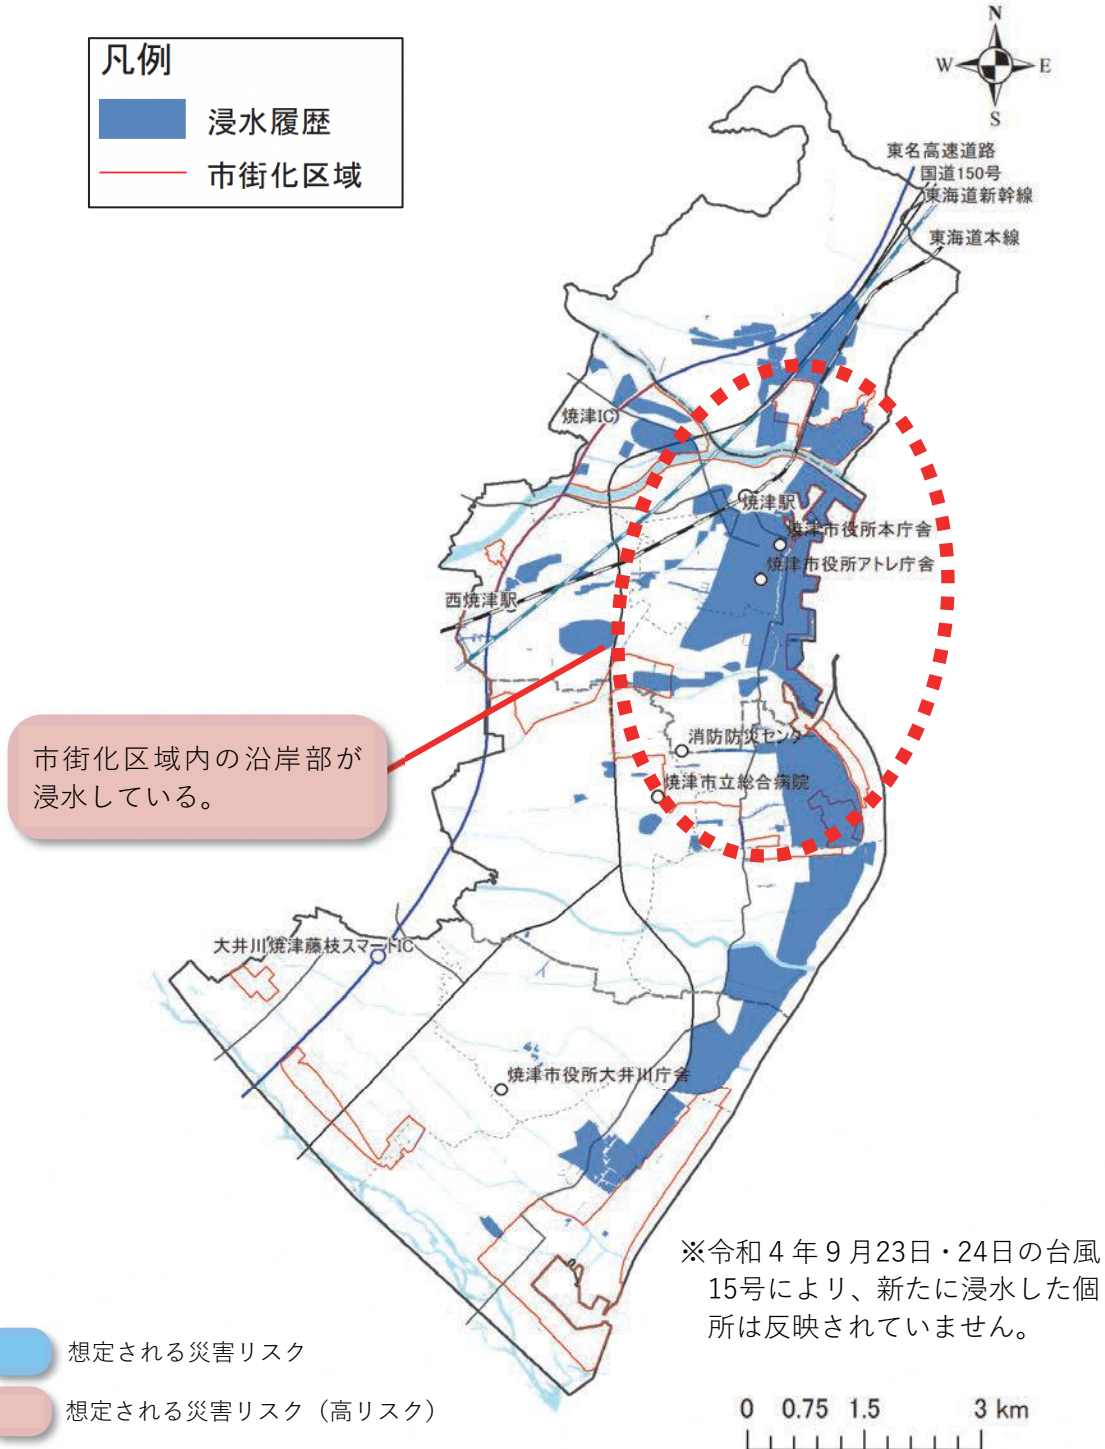 凡例
浸水履歴
市街化区域
N
W
E
S
東名高速道路
国道150号
東海道新幹線
東海道本線
焼津IC
焼津駅
焼津市役所本庁舎
焼津市役所アトレ庁舎
西焼津駅
市街化区域内の沿岸部が
浸水している。
消防防災センター
焼津市立総合病院
大井川焼津藤枝スマートIC
焼津市役所大井川庁舎
※令和4年9月23日・24日の台風
15号により、新たに浸水した個
所は反映されていません。
想定される災害リスク
想定される災害リスク（高リスク）
0 0.75 1.5 3 km